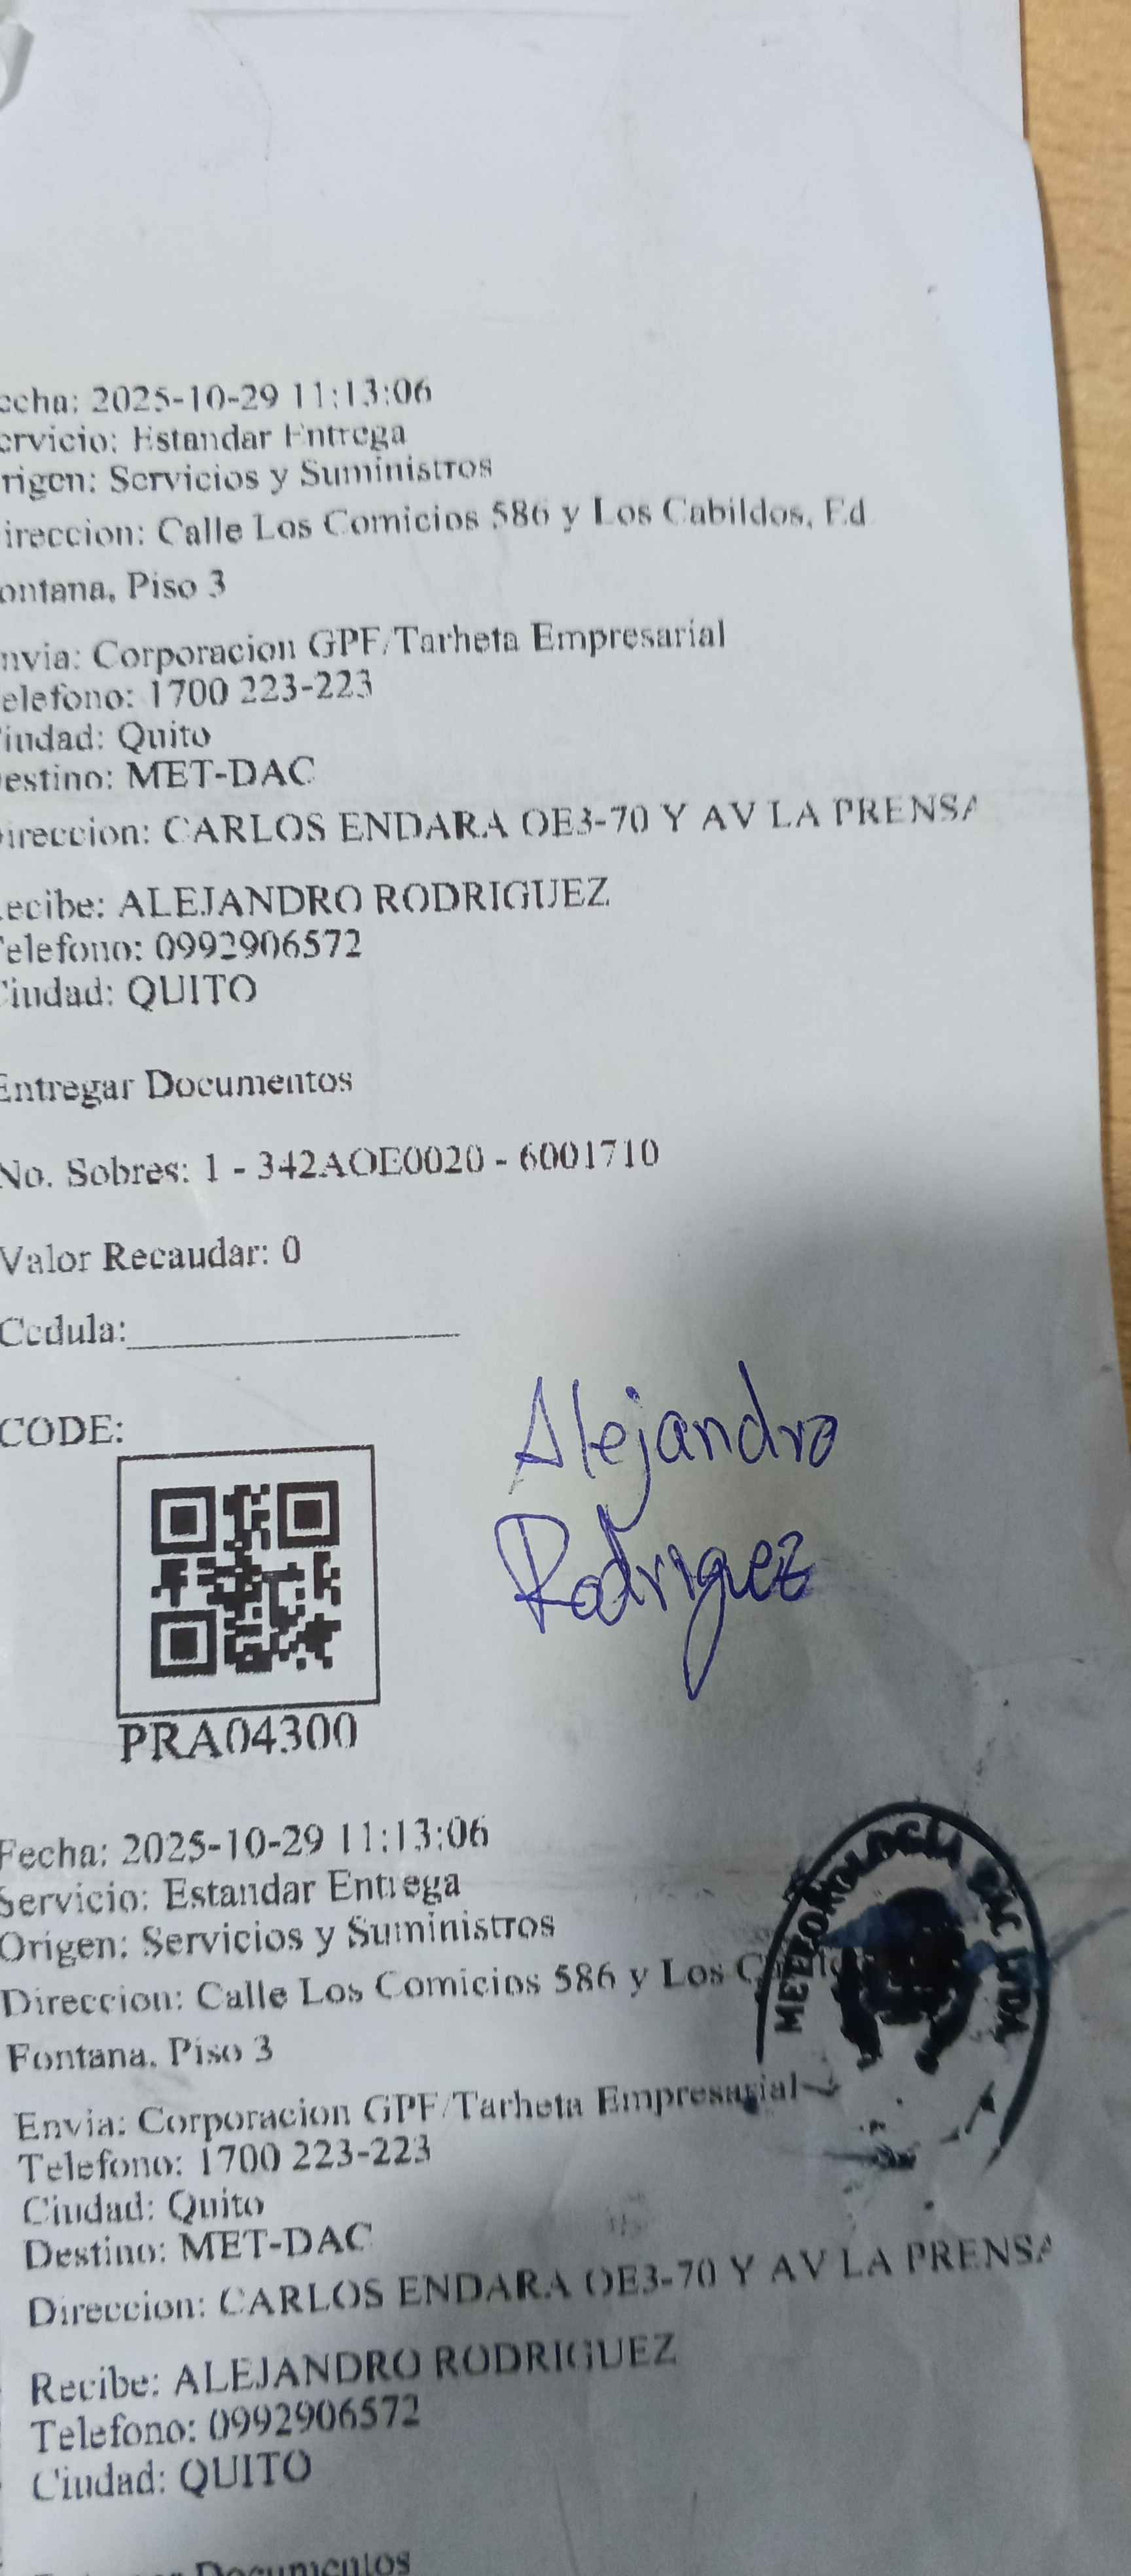 echa: 2025-10-29 11:13:06
ervicio: Estandar Entrega
rigen: Servicios y Suministros
ireccion: Calle Los Comicios 586 y Los Cabildos, Ed
ontana, Piso 3
nvia: Corporacion GPF/Tarheta Empresarial
elefono: 1700 223-223
iudad: Quito
estino: MET-DAC
ireccion: CARLOS ENDARA OE3-70 Y AV LA PRENSA
ecibe: ALEJANDRO RODRIGUEZ
elefono: 0992906572
iudad: QUITO
Entregar Documentos
No. Sobres: 1 - 342AOE0020 - 6001710
Valor Recaudar: 0
Cedula:
CODE:
Alejandro
Rodriguez
PRA04300
Fecha: 2025-10-29 11:13:06
Servicio: Estandar Entrega
Origen: Servicios y Suministros
Direccion: Calle Los Comicios 586 y Los
METEOROLOGIA SAC LTDA
Fontana, Piso 3
Envia: Corporacion GPF/Tarheta Empresarial
Telefono: 1700 223-223
Ciudad: Quito
Destino: MET-DAC
Direccion: CARLOS ENDARA OE3-70 Y AV LA PRENSA
Recibe: ALEJANDRO RODRIGUEZ
Telefono: 0992906572
Ciudad: QUITO
Documentos